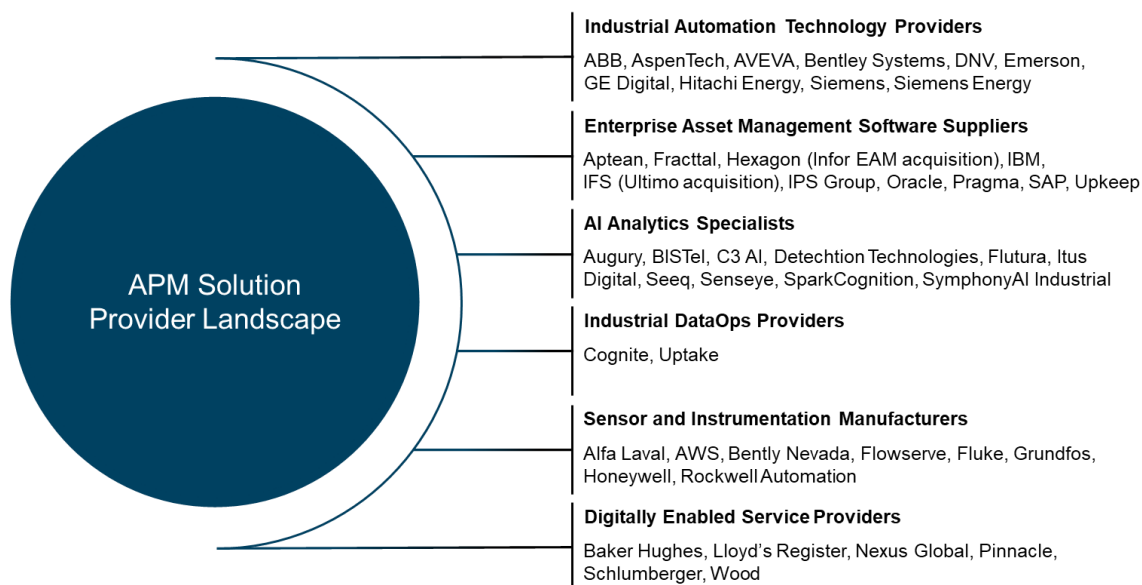 APM Solution
Provider Landscape
Industrial Automation Technology Providers
ABB, AspenTech, AVEVA, Bentley Systems, DNV, Emerson,
GE Digital, Hitachi Energy, Siemens, Siemens Energy
Enterprise Asset Management Software Suppliers
Aptean, Fracttal, Hexagon (Infor EAM acquisition), IBM,
IFS (Ultimo acquisition), IPS Group, Oracle, Pragma, SAP, Upkeep
AI Analytics Specialists
Augury, BISTel, C3 AI, Detechtion Technologies, Flutura, Itus
Digital, Seeq, Senseye, SparkCognition, SymphonyAI Industrial
Industrial DataOps Providers
Cognite, Uptake
Sensor and Instrumentation Manufacturers
Alfa Laval, AWS, Bently Nevada, Flowserve, Fluke, Grundfos,
Honeywell, Rockwell Automation
Digitally Enabled Service Providers
Baker Hughes, Lloyd’s Register, Nexus Global, Pinnacle,
Schlumberger, Wood